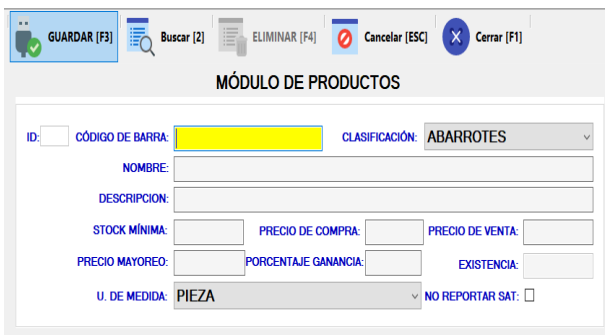 GUARDAR [F3] Buscar [2] ELIMINAR [F4] Cancelar [ESC] Cerrar [F1]
MÓDULO DE PRODUCTOS
ID: CÓDIGO DE BARRA: CLASIFICACIÓN: ABARROTES
NOMBRE:
DESCRIPCION:
STOCK MÍNIMA: PRECIO DE COMPRA: PRECIO DE VENTA:
PRECIO MAYOREO: PORCENTAJE GANANCIA: EXISTENCIA:
U. DE MEDIDA: PIEZA NO REPORTAR SAT: